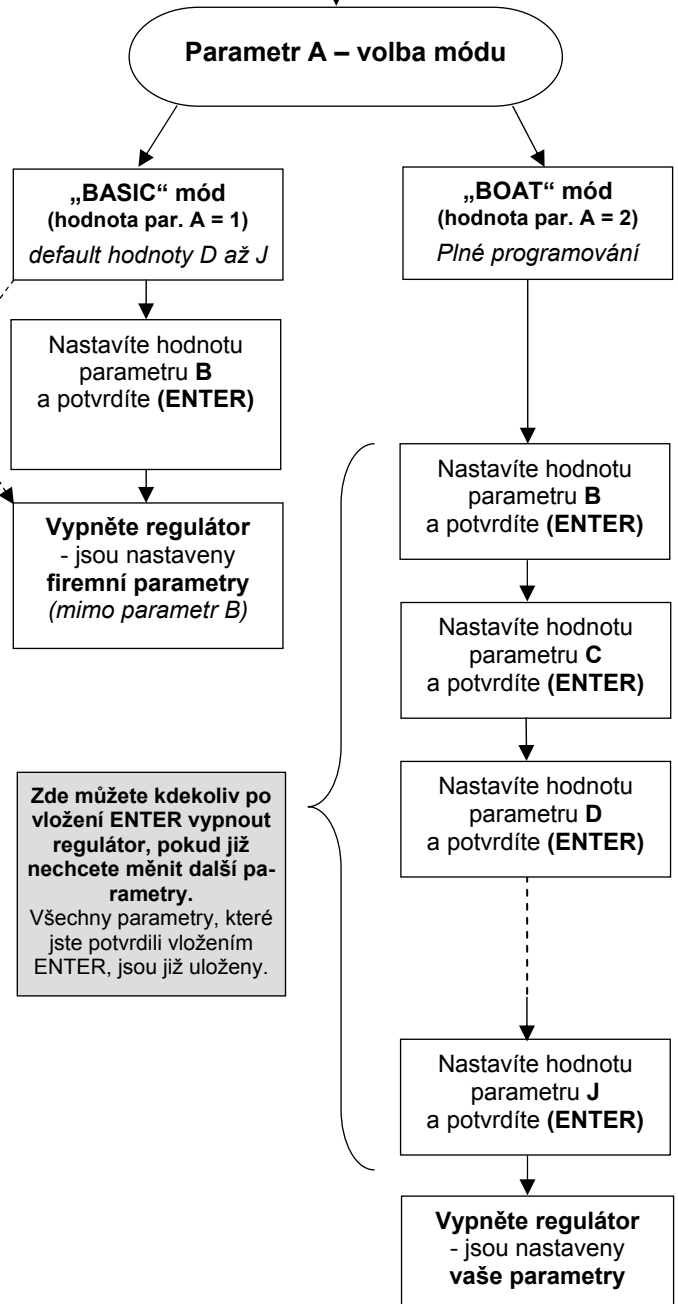 Parametr A – volba módu
„BASIC“ mód
(hodnota par. A = 1)
default hodnoty D až J
Nastavíte hodnotu
parametru B
a potvrdíte (ENTER)
Vypněte regulátor
- jsou nastaveny
firemní parametry
(mimo parametr B)
„BOAT“ mód
(hodnota par. A = 2)
Plné programování
Nastavíte hodnotu
parametru B
a potvrdíte (ENTER)
Nastavíte hodnotu
parametru C
a potvrdíte (ENTER)
Nastavíte hodnotu
parametru D
a potvrdíte (ENTER)
Zde můžete kdekoliv po
vložení ENTER vypnout
regulátor, pokud již
nechcete měnit další pa-
rametry.
Všechny parametry, které
jste potvrdili vložením
ENTER, jsou již uloženy.
Nastavíte hodnotu
parametru J
a potvrdíte (ENTER)
Vypněte regulátor
- jsou nastaveny
vaše parametry